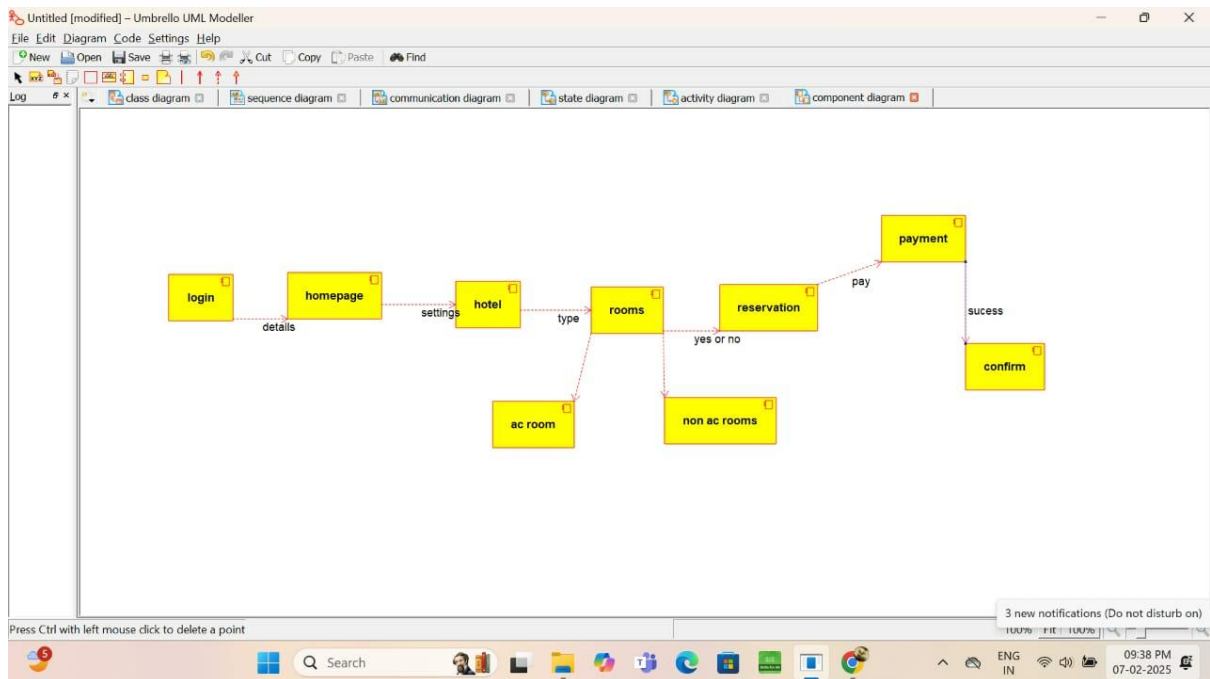 Untitled [modified] – Umbrello UML Modeller
File Edit Diagram Code Settings Help
New Open Save Cut Copy Paste Find
Log class diagram sequence diagram communication diagram state diagram activity diagram component diagram
payment
pay
login homepage hotel rooms reservation
details settings type yes or no sucess
confirm
ac room non ac rooms
3 new notifications (Do not disturb on)
Press Ctrl with left mouse click to delete a point
100% Fit 100%
5 Search ENG 09:38 PM
IN 07-02-2025